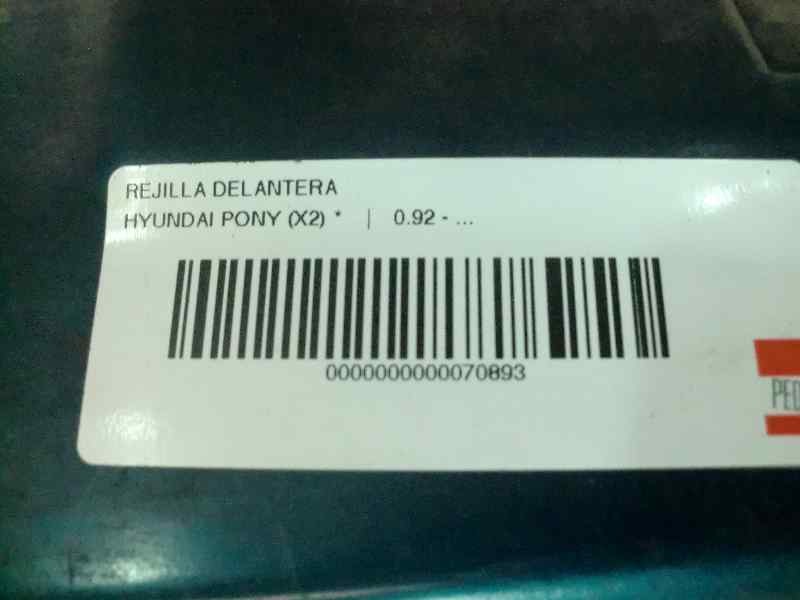 REJILLA DELANTERA
HYUNDAI PONY (X2) * | 0.92 - ...
0000000000070893